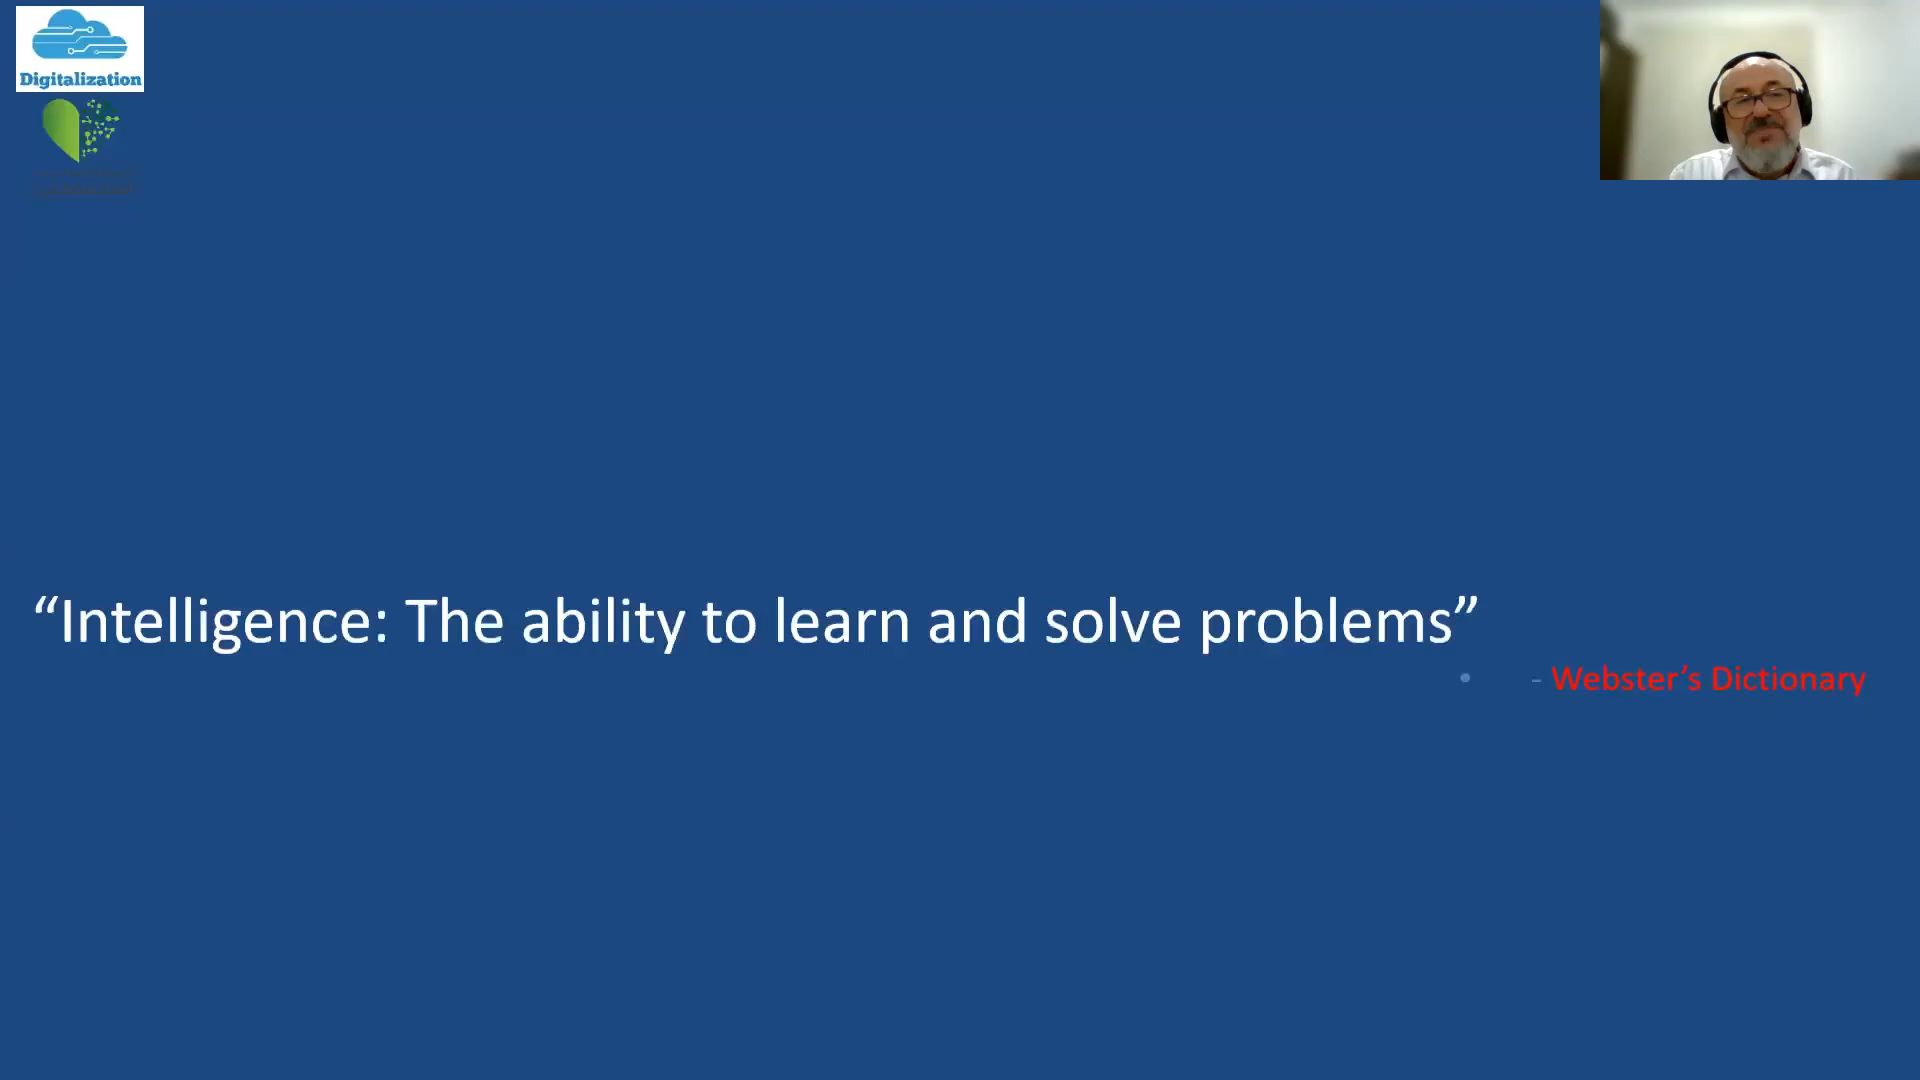 Digitalization
“Intelligence: The ability to learn and solve problems”
• - Webster’s Dictionary